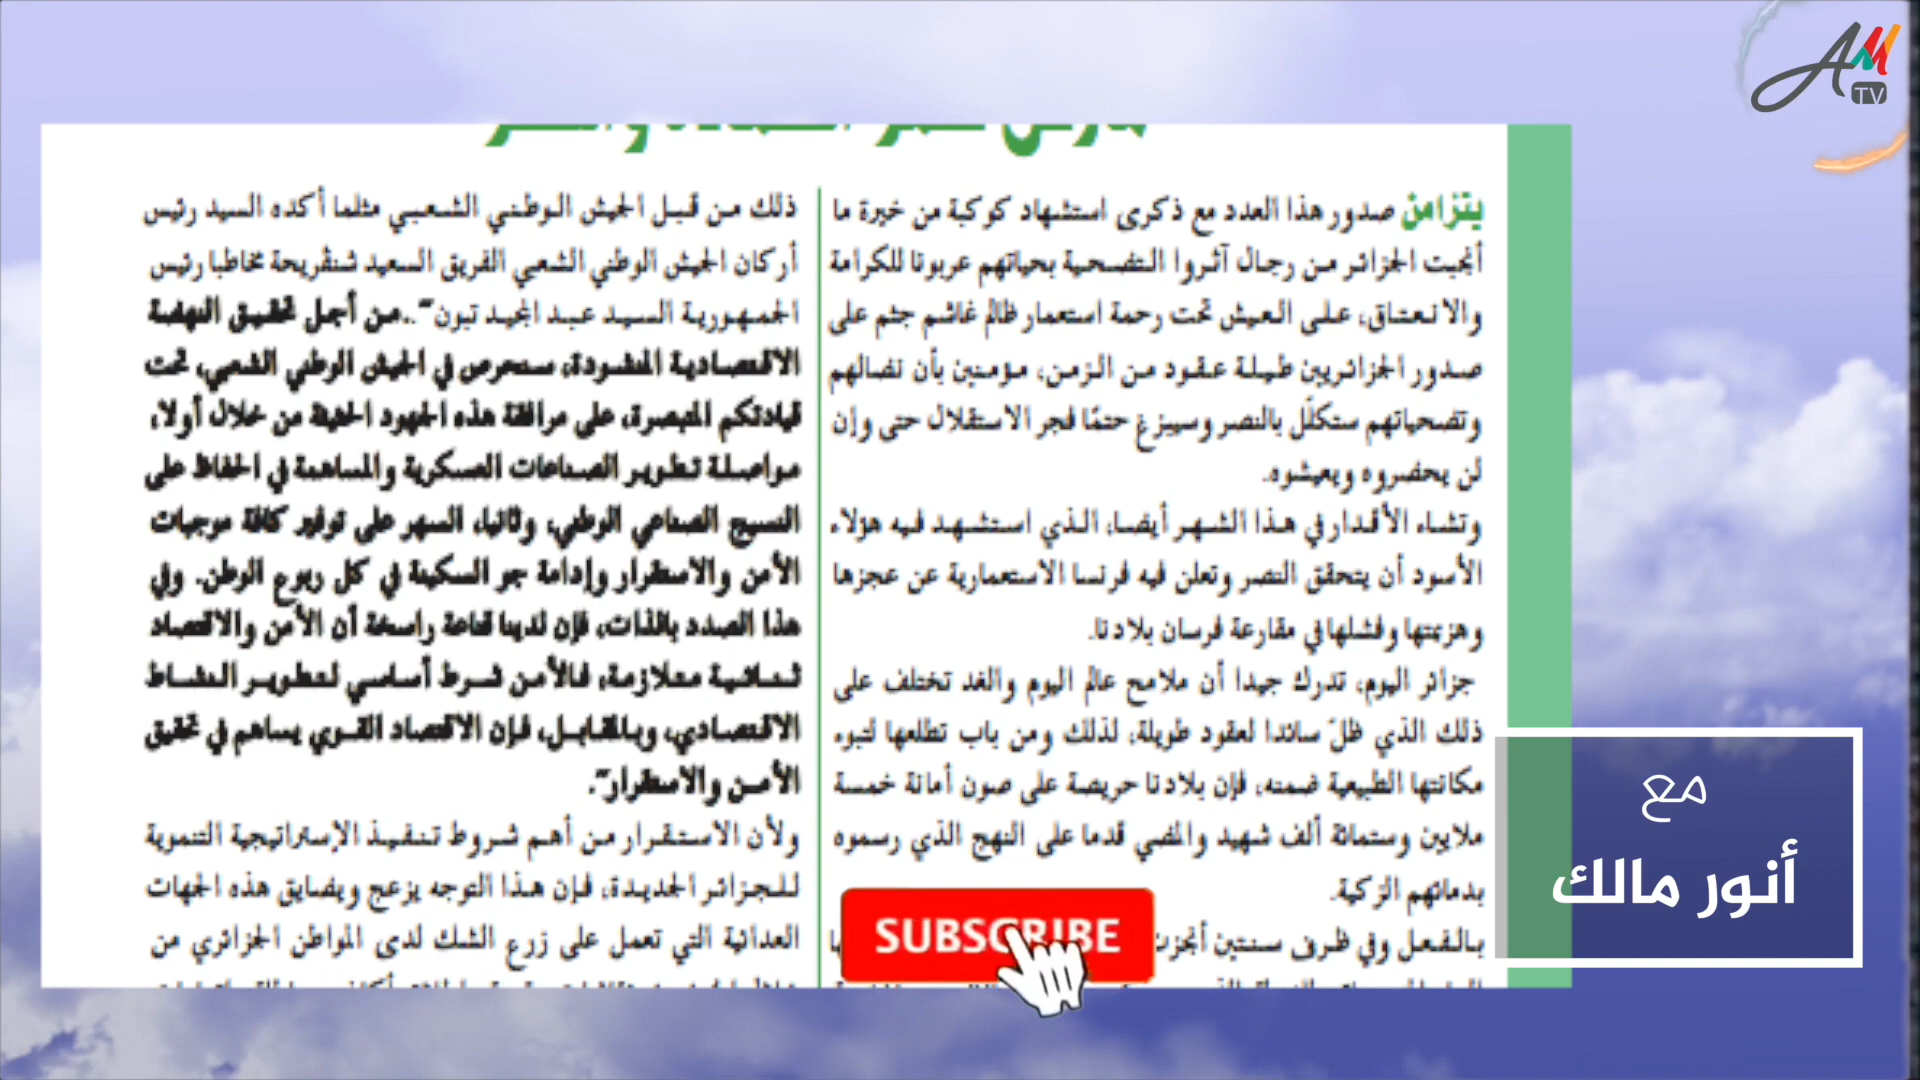 يتزامن صدور هذا العدد مع ذكرى استشهاد كوكبة من خيرة ما
أنجبت الجزائر من رجال آثروا التضحية بحياتهم عربونا للكرامة
والانعتاق، على العيش تحت رحمة استعمار ظالم غاشم جثم على
صدور الجزائريين طيلة عقود من الزمن، مؤمنين بأن نضالهم
وتضحياتهم ستكلّل بالنصر وسيبزغ حتمًا فجر الاستقلال حتى وإن
لن يحضروه ويعيشوه.
وتشاء الأقدار في هذا الشهر أيضا، الذي استشهد فيه هؤلاء
الأسود أن يتحقق النصر وتعلن فيه فرنسا الاستعمارية عن عجزها
وهزيمتها وفشلها في مقارعة فرسان بلادنا.
جزائر اليوم، تدرك جيدا أن ملامح عالم اليوم والغد تختلف على
ذلك الذي ظلّ سائدا لعقود طويلة، لذلك ومن باب تطلعها لتبوء
مكانتها الطبيعية ضمنه، فإن بلادنا حريصة على صون أمانة خمسة
ملايين وستمائة ألف شهيد والمضي قدما على النهج الذي رسموه
بدمائهم الزكية.
بالفعل وفي ظرف سنتين أنجزت
ذلك من قبل الجيش الوطني الشعبي مثلما أكده السيد رئيس
أركان الجيش الوطني الشعبي الفريق السعيد شنڤريحة مخاطبا رئيس
الجمهورية السيد عبد المجيد تبون ”..من أجل تحقيق النهضة
الاقتصادية المنشودة، سنحرص في الجيش الوطني الشعبي، تحت
قيادتكم المتبصرة، على مرافقة هذه الجهود الحثيثة من خلال أولا،
مواصلة تطوير الصناعات العسكرية والمساهمة في الحفاظ على
النسيج الصناعي الوطني، وثانيا، السهر على توفير كافة موجبات
الأمن والاستقرار وإدامة جو السكينة في كل ربوع الوطن. وفي
هذا الصدد بالذات، فإن لدينا قناعة راسخة أن الأمن والاقتصاد
ثنائية متلازمة، فالأمن شرط أساسي لتطوير النشاط
الاقتصادي، وبالمقابل، فإن الاقتصاد القوي يساهم في تحقيق
الأمن والاستقرار“.
ولأن الاستقرار من أهم شروط تنفيذ الإستراتيجية التنموية
للجزائر الجديدة، فإن هذا التوجه يزعج ويضايق هذه الجهات
العدائية التي تعمل على زرع الشك لدى المواطن الجزائري من
AM
TV
مع
أنور مالك
SUBSCRIBE